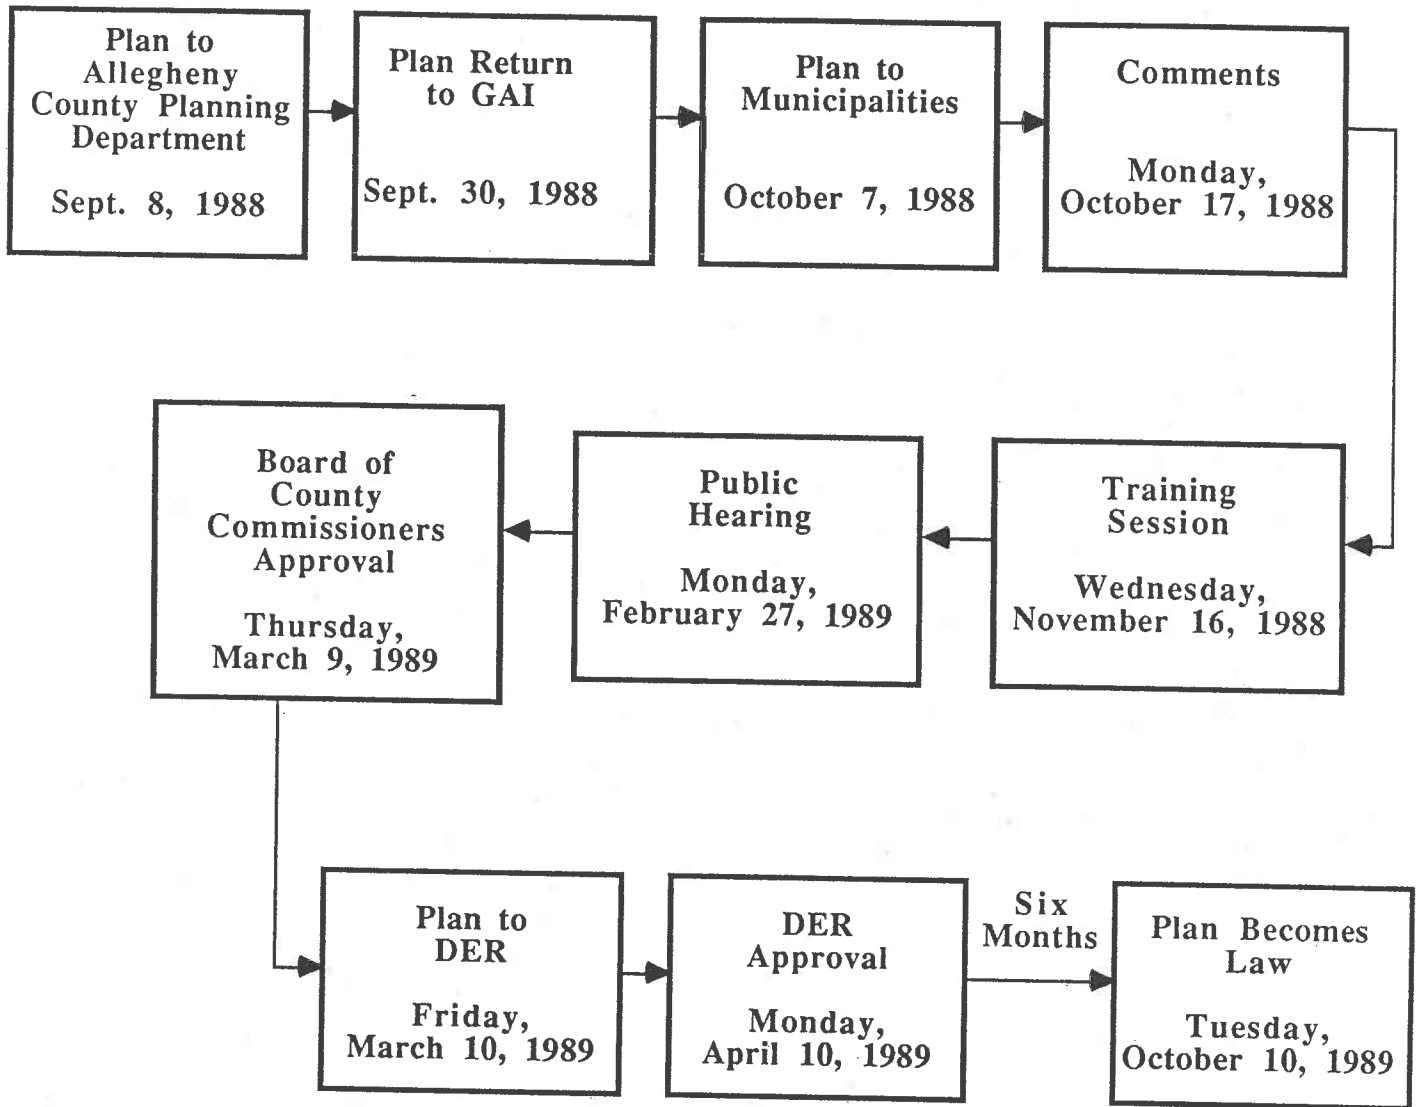 Plan to
Allegheny
County Planning
Department
Sept. 8, 1988
Plan Return
to GAI
Sept. 30, 1988
Plan to
Municipalities
October 7, 1988
Comments
Monday,
October 17, 1988
Training
Session
Wednesday,
November 16, 1988
Public
Hearing
Monday,
February 27, 1989
Board of
County
Commissioners
Approval
Thursday,
March 9, 1989
Plan to
DER
Friday,
March 10, 1989
DER
Approval
Monday,
April 10, 1989
Six
Months
Plan Becomes
Law
Tuesday,
October 10, 1989